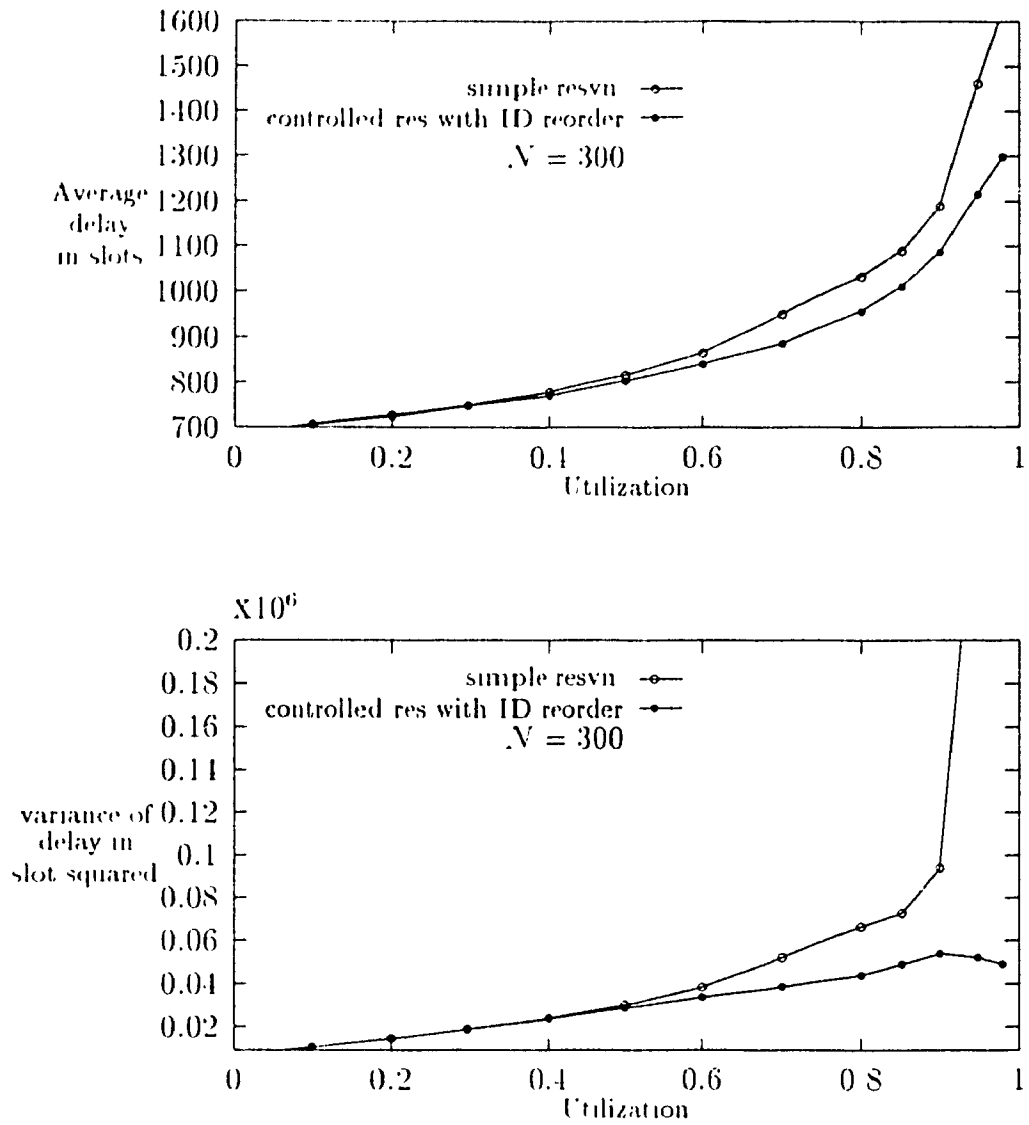 1600
1500
simple resvn
1400
controlled res with ID reorder
1300
N = 300
Average
1200
delay
1100
in slots
1000
900
800
700
0 0.2 0.4 0.6 0.8 1
Utilization
X10⁶
0.2
0.18
simple resvn
controlled res with ID reorder
0.16
N = 300
0.14
0.12
variance of
delay in
0.1
slot squared
0.08
0.06
0.04
0.02
0 0.2 0.4 0.6 0 8 1
Utilization